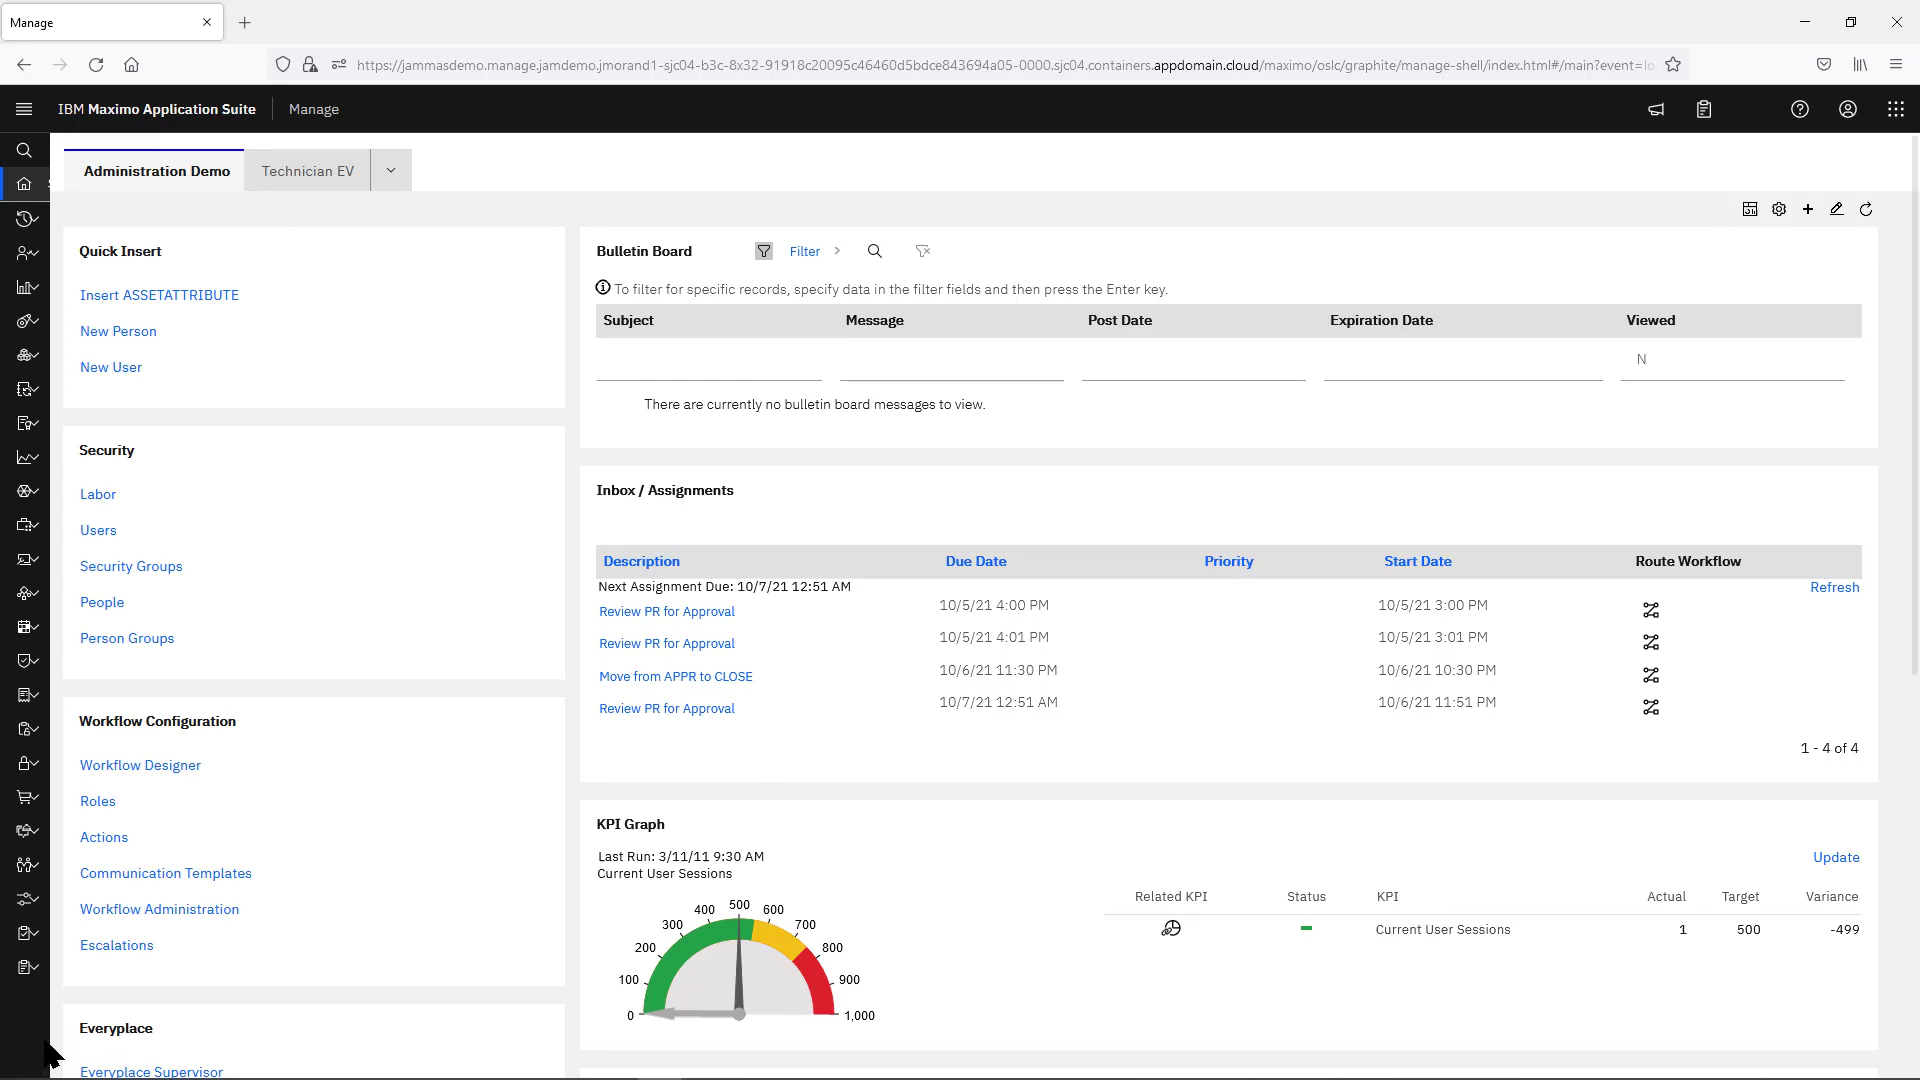 Manage
https://jammasdemo.manage.jamdemo.jmorand1-sjc04-b3c-8x32-91918c20095c46460d5bdce843694a05-0000.sjc04.containers.appdomain.cloud/maximo/oslc/graphite/manage-shell/index.html#/main?event=lo
IBM Maximo Application Suite Manage
Administration Demo Technician EV
Quick Insert
Insert ASSETATTRIBUTE
New Person
New User
Security
Labor
Users
Security Groups
People
Person Groups
Workflow Configuration
Workflow Designer
Roles
Actions
Communication Templates
Workflow Administration
Escalations
Everyplace
Everyplace Supervisor
Bulletin Board Filter
To filter for specific records, specify data in the filter fields and then press the Enter key.
Subject Message Post Date Expiration Date Viewed
N
There are currently no bulletin board messages to view.
Inbox / Assignments
Description Due Date Priority Start Date Route Workflow
Next Assignment Due: 10/7/21 12:51 AM Refresh
Review PR for Approval 10/5/21 4:00 PM 10/5/21 3:00 PM
Review PR for Approval 10/5/21 4:01 PM 10/5/21 3:01 PM
Move from APPR to CLOSE 10/6/21 11:30 PM 10/6/21 10:30 PM
Review PR for Approval 10/7/21 12:51 AM 10/6/21 11:51 PM
1 - 4 of 4
KPI Graph
Last Run: 3/11/11 9:30 AM Update
Current User Sessions
0 100 200 300 400 500 600 700 800 900 1,000
Related KPI Status KPI Actual Target Variance
Current User Sessions 1 500 -499